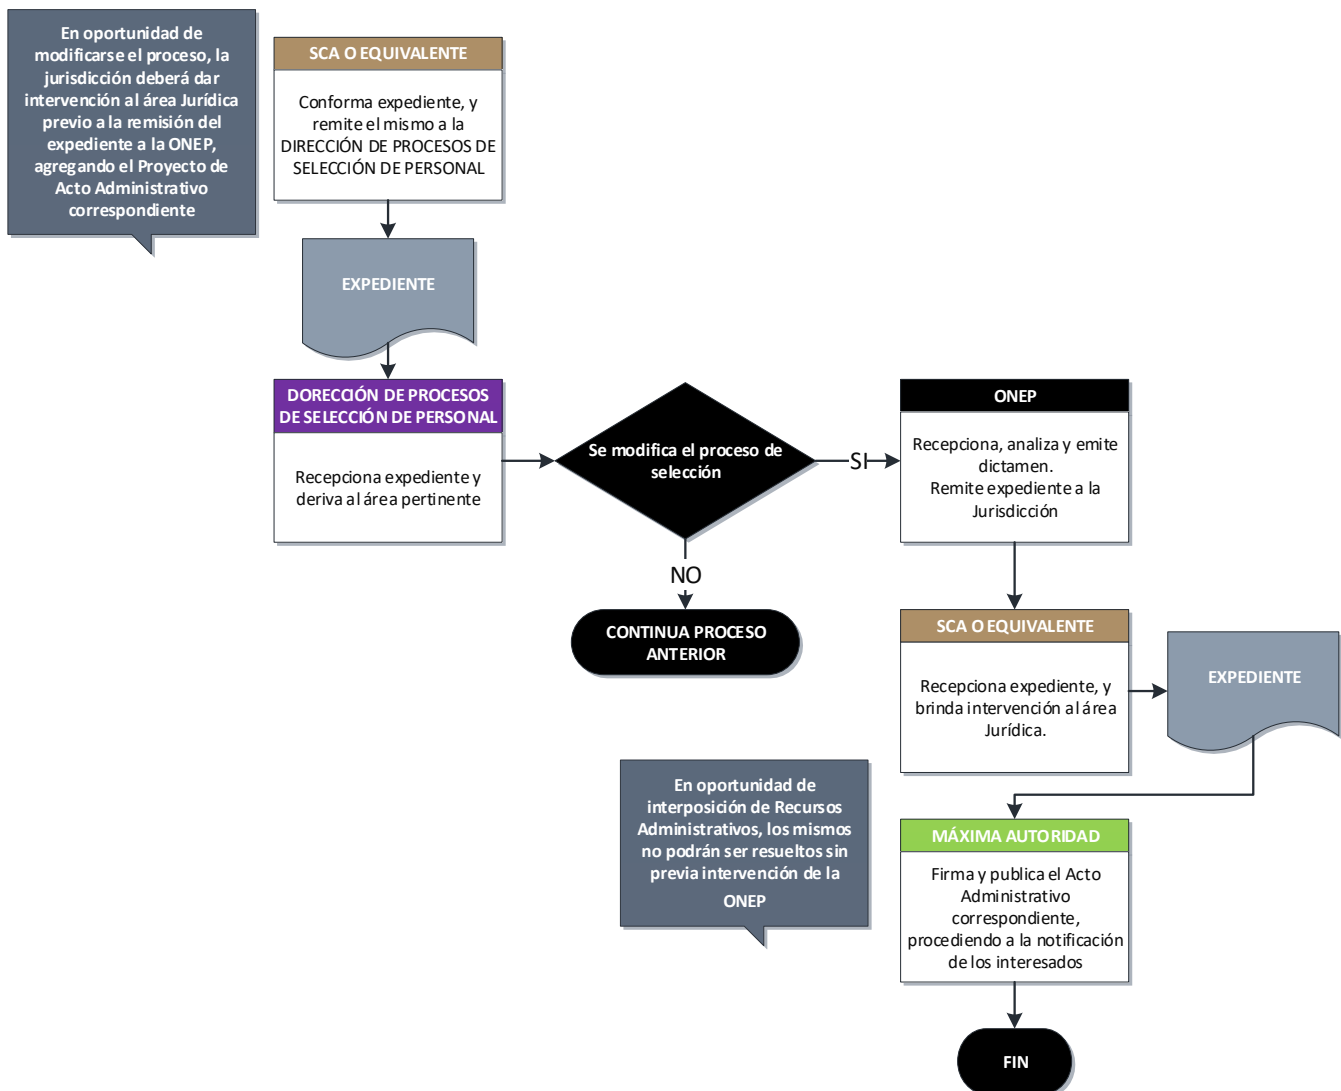 En oportunidad de
modificarse el proceso, la
jurisdicción deberá dar
intervención al área Jurídica
previo a la remisión del
expediente a la ONEP,
agregando el Proyecto de
Acto Administrativo
correspondiente
SCA O EQUIVALENTE
Conforma expediente, y
remite el mismo a la
DIRECCIÓN DE PROCESOS DE
SELECCIÓN DE PERSONAL
EXPEDIENTE
DORECCIÓN DE PROCESOS
DE SELECCIÓN DE PERSONAL
Recepciona expediente y
deriva al área pertinente
Se modifica el proceso de
selección
SI
NO
CONTINUA PROCESO
ANTERIOR
ONEP
Recepciona, analiza y emite
dictamen.
Remite expediente a la
Jurisdicción
SCA O EQUIVALENTE
Recepciona expediente, y
brinda intervención al área
Jurídica.
EXPEDIENTE
En oportunidad de
interposición de Recursos
Administrativos, los mismos
no podrán ser resueltos sin
previa intervención de la
ONEP
MÁXIMA AUTORIDAD
Firma y publica el Acto
Administrativo
correspondiente,
procediendo a la notificación
de los interesados
FIN